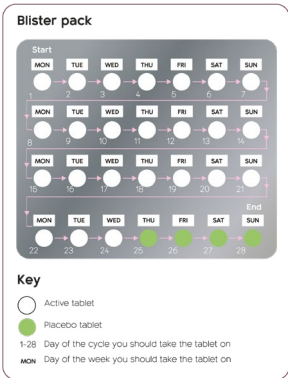 Blister pack
Start
MON TUE WED THU FRI SAT SUN
1 2 3 4 5 6 7
MON TUE WED THU FRI SAT SUN
8 9 10 11 12 13 14
MON TUE WED THU FRI SAT SUN
15 16 17 18 19 20 21
End
MON TUE WED THU FRI SAT SUN
22 23 24 25 26 27 28
Key
Active tablet
Placebo tablet
1-28 Day of the cycle you should take the tablet on
MON Day of the week you should take the tablet on